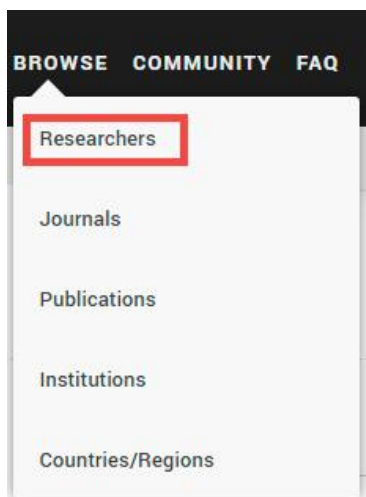 BROWSE COMMUNITY FAQ
Researchers
Journals
Publications
Institutions
Countries/Regions